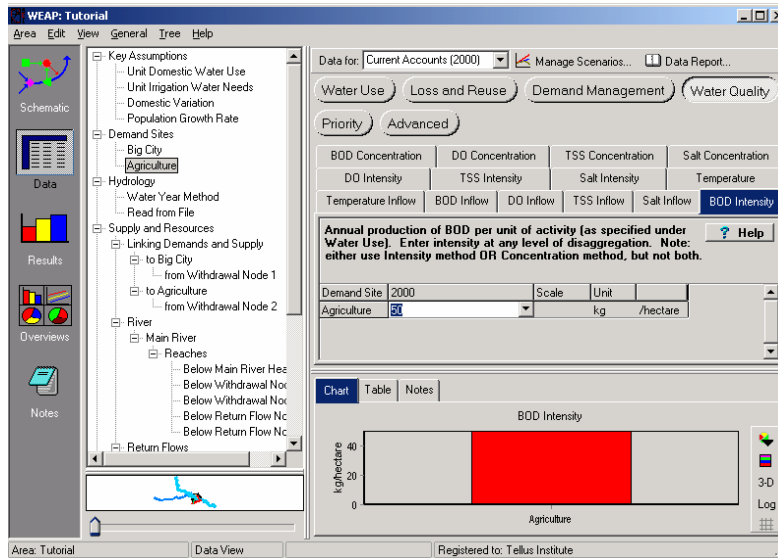 WEAP: Tutorial
Area Edit View General Tree Help
Schematic
Data
Results
Overviews
Notes
Key Assumptions
Unit Domestic Water Use
Unit Irrigation Water Needs
Domestic Variation
Population Growth Rate
Demand Sites
Big City
Agriculture
Hydrology
Water Year Method
Read from File
Supply and Resources
Linking Demands and Supply
to Big City
from Withdrawal Node 1
to Agriculture
from Withdrawal Node 2
River
Main River
Reaches
Below Main River Hea
Below Withdrawal Noc
Below Withdrawal Noc
Below Return Flow Nc
Below Return Flow Nc
Return Flows
Data for: Current Accounts (2000) Manage Scenarios... Data Report...
Water Use Loss and Reuse Demand Management Water Quality
Priority Advanced
BOD Concentration DO Concentration TSS Concentration Salt Concentration
DO Intensity TSS Intensity Salt Intensity Temperature
Temperature Inflow BOD Inflow DO Inflow TSS Inflow Salt Inflow BOD Intensity
Annual production of BOD per unit of activity (as specified under
Water Use). Enter intensity at any level of disaggregation. Note:
either use Intensity method OR Concentration method, but not both.
? Help
Demand Site 2000 Scale Unit
Agriculture 50 kg /hectare
Chart Table Notes
BOD Intensity
kg/hectare
40
20
0
Agriculture
3-D
Log
Area: Tutorial Data View Registered to: Tellus Institute